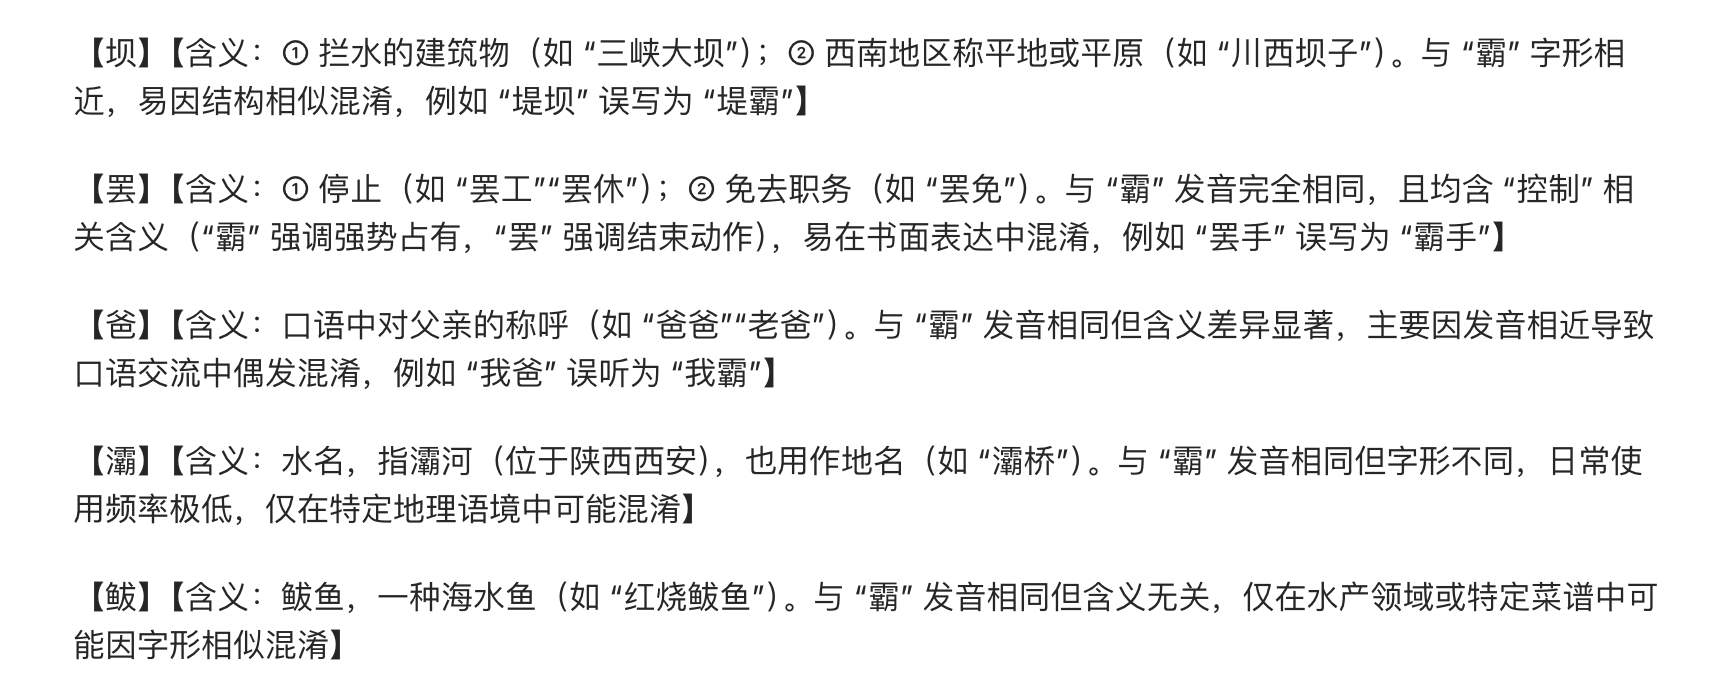 【坝】【含义：① 拦水的建筑物（如 “三峡大坝”）；② 西南地区称平地或平原（如 “川西坝子”）。与 “霸” 字形相
近，易因结构相似混淆，例如 “堤坝” 误写为 “堤霸”】
【罢】【含义：① 停止（如 “罢工”“罢休”）；② 免去职务（如 “罢免”）。与 “霸” 发音完全相同，且均含 “控制” 相
关含义（“霸” 强调强势占有，“罢” 强调结束动作），易在书面表达中混淆，例如 “罢手” 误写为 “霸手”】
【爸】【含义：口语中对父亲的称呼（如 “爸爸”“老爸”）。与 “霸” 发音相同但含义差异显著，主要因发音相近导致
口语交流中偶发混淆，例如 “我爸” 误听为 “我霸”】
【灞】【含义：水名，指灞河（位于陕西西安），也用作地名（如 “灞桥”）。与 “霸” 发音相同但字形不同，日常使
用频率极低，仅在特定地理语境中可能混淆】
【鲅】【含义：鲅鱼，一种海水鱼（如 “红烧鲅鱼”）。与 “霸” 发音相同但含义无关，仅在水产领域或特定菜谱中可
能因字形相似混淆】